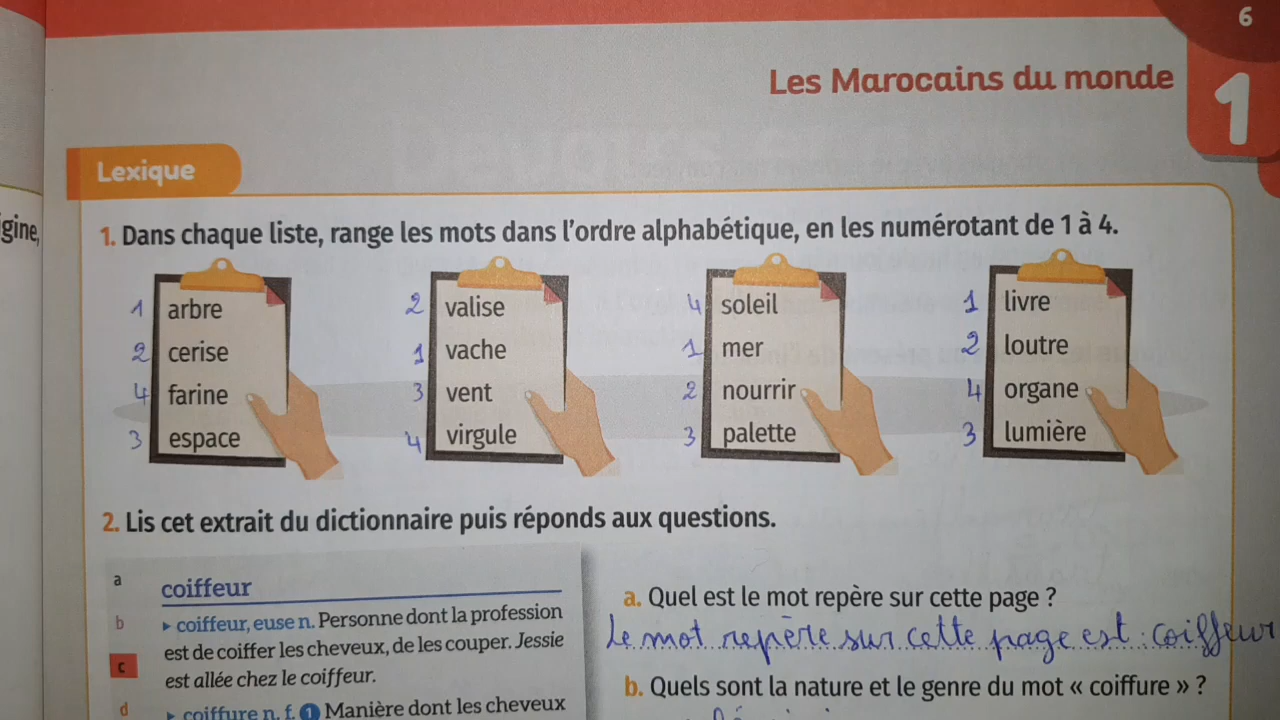 6
Les Marocains du monde
1
Lexique
gine,
1. Dans chaque liste, range les mots dans l'ordre alphabétique, en les numérotant de 1 à 4.
1 arbre
2 cerise
4 farine
3 espace
2 valise
1 vache
3 vent
4 virgule
4 soleil
1 mer
2 nourrir
3 palette
1 livre
2 loutre
4 organe
3 lumière
2. Lis cet extrait du dictionnaire puis réponds aux questions.
a
b
c
d
coiffeur
▸ coiffeur, euse n. Personne dont la profession
est de coiffer les cheveux, de les couper. Jessie
est allée chez le coiffeur.
▸ coiffure n. f. 1 Manière dont les cheveux
a. Quel est le mot repère sur cette page ?
Le mot repère sur cette page est : coiffeur
b. Quels sont la nature et le genre du mot « coiffure » ?